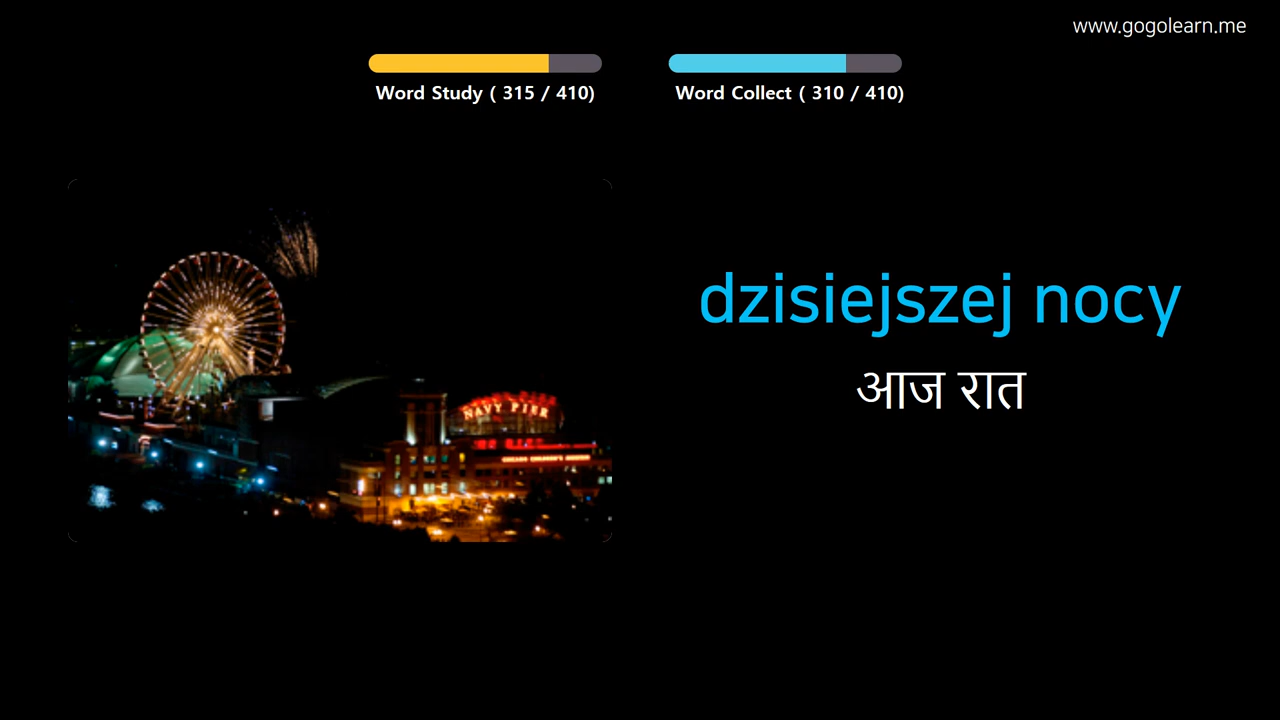 www.gogolearn.me
Word Study ( 315 / 410)
Word Collect ( 310 / 410)
dzisiejszej nocy
आज रात
NAVY PIER